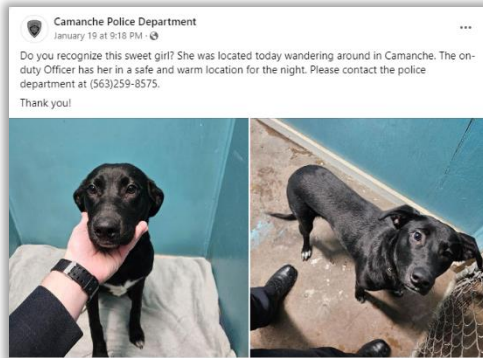 Camanche Police Department
January 19 at 9:18 PM ·
Do you recognize this sweet girl? She was located today wandering around in Camanche. The on-
duty Officer has her in a safe and warm location for the night. Please contact the police
department at (563)259-8575.
Thank you!